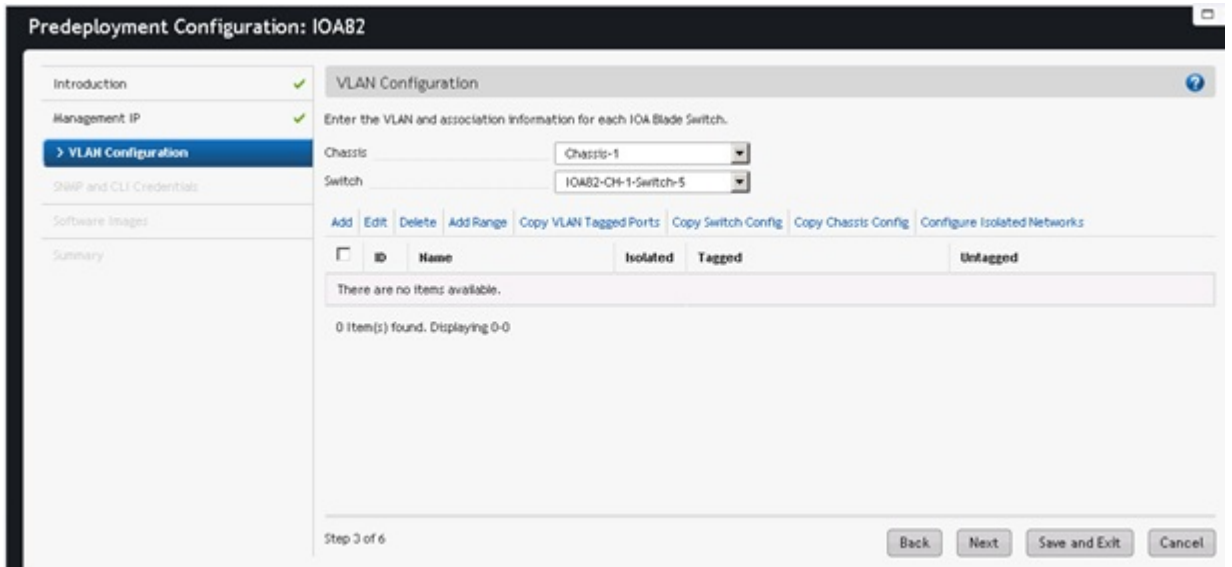 Predeployment Configuration: IOA82
Introduction
Management IP
> VLAN Configuration
SNMP and CLI Credentials
Software Images
Summary
VLAN Configuration
?
Enter the VLAN and association information for each IOA Blade Switch.
Chassis Chassis-1
Switch IOA82-CH-1-Switch-5
Add Edit Delete Add Range Copy VLAN Tagged Ports Copy Switch Config Copy Chassis Config Configure Isolated Networks
ID Name Isolated Tagged Untagged
There are no items available.
0 Item(s) found. Displaying 0-0
Step 3 of 6
Back Next Save and Exit Cancel